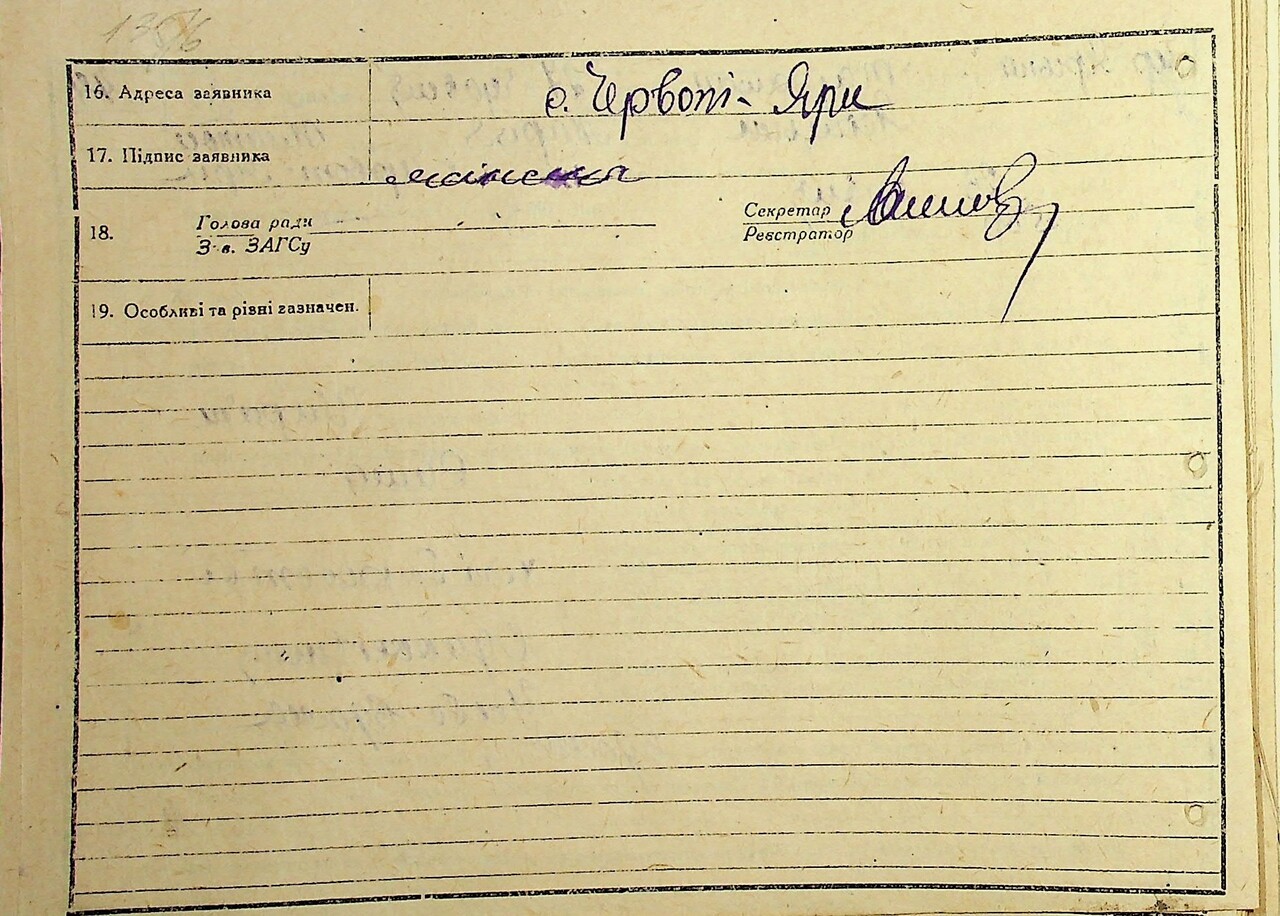 16. Адреса заявника с. Червоні-Яри
17. Підпис заявника
18. Голова ради Секретар
З-в. ЗАГСу Реєстратор
19. Особливі та різні зазначен.